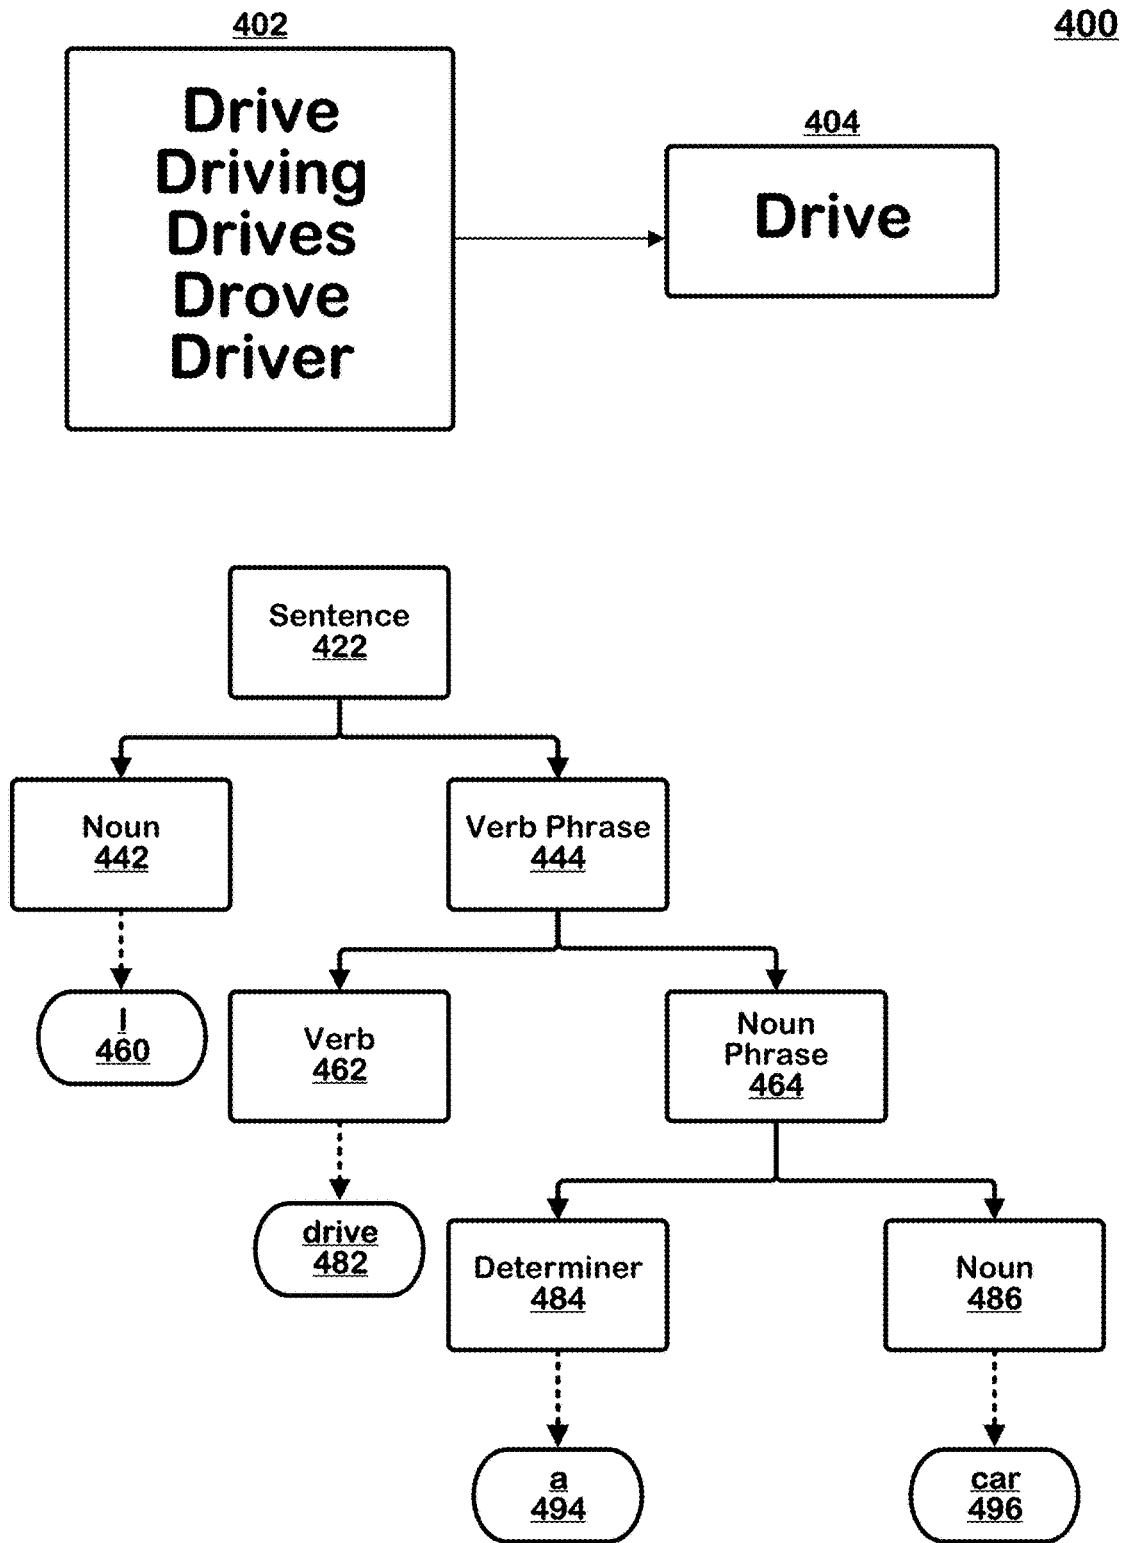 402
400
Drive
Driving
Drives
Drove
Driver
404
Drive
Sentence
422
Noun
442
Verb Phrase
444
I
460
Verb
462
Noun
Phrase
464
drive
482
Determiner
484
Noun
486
a
494
car
496